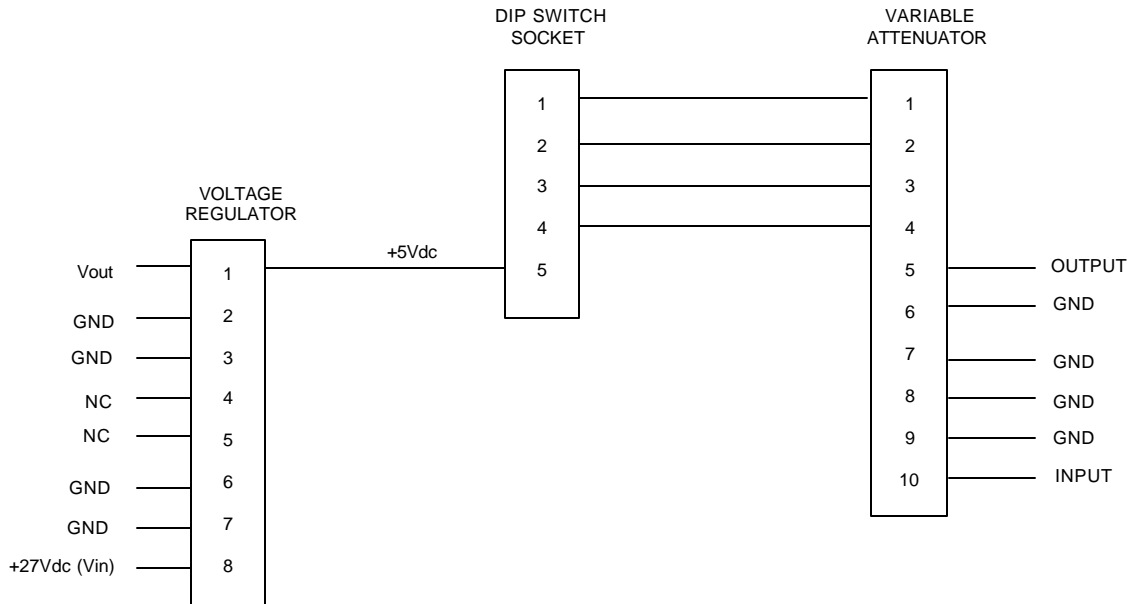 DIP SWITCH
SOCKET
VARIABLE
ATTENUATOR
1
2
3
4
5
1
2
3
4
5
6
7
8
9
10
OUTPUT
GND
GND
GND
GND
INPUT
VOLTAGE
REGULATOR
+5Vdc
Vout
GND
GND
NC
NC
GND
GND
+27Vdc (Vin)
1
2
3
4
5
6
7
8